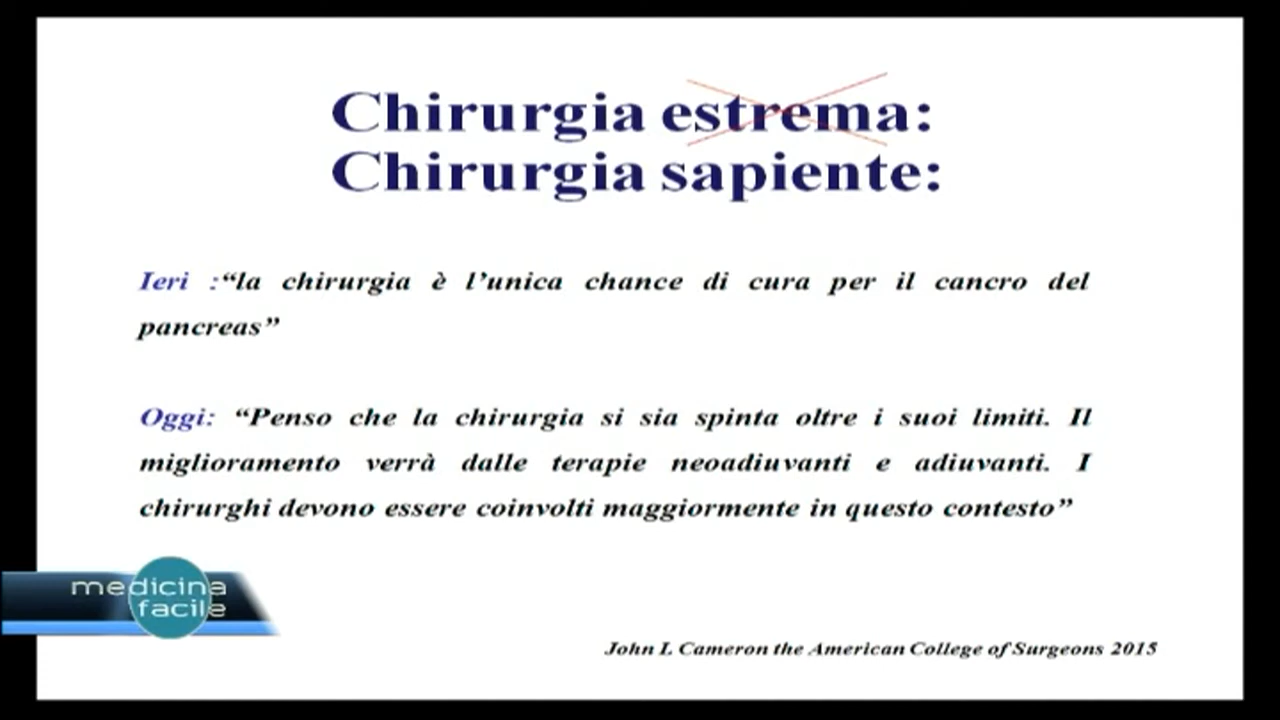 Chirurgia estrema:
Chirurgia sapiente:
Ieri :“la chirurgia è l’unica chance di cura per il cancro del
pancreas”
Oggi: “Penso che la chirurgia si sia spinta oltre i suoi limiti. Il
miglioramento verrà dalle terapie neoadiuvanti e adiuvanti. I
chirurghi devono essere coinvolti maggiormente in questo contesto”
medicina
facile
John L Cameron the American College of Surgeons 2015